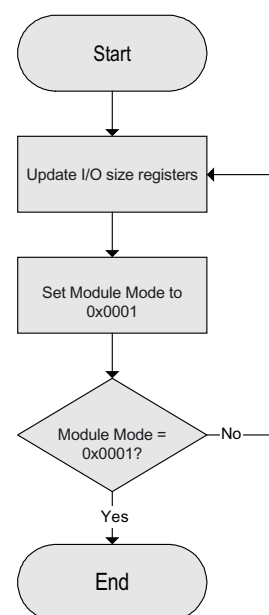 Start
Update I/O size registers
Set Module Mode to
0x0001
Module Mode =
0x0001?
No
Yes
End